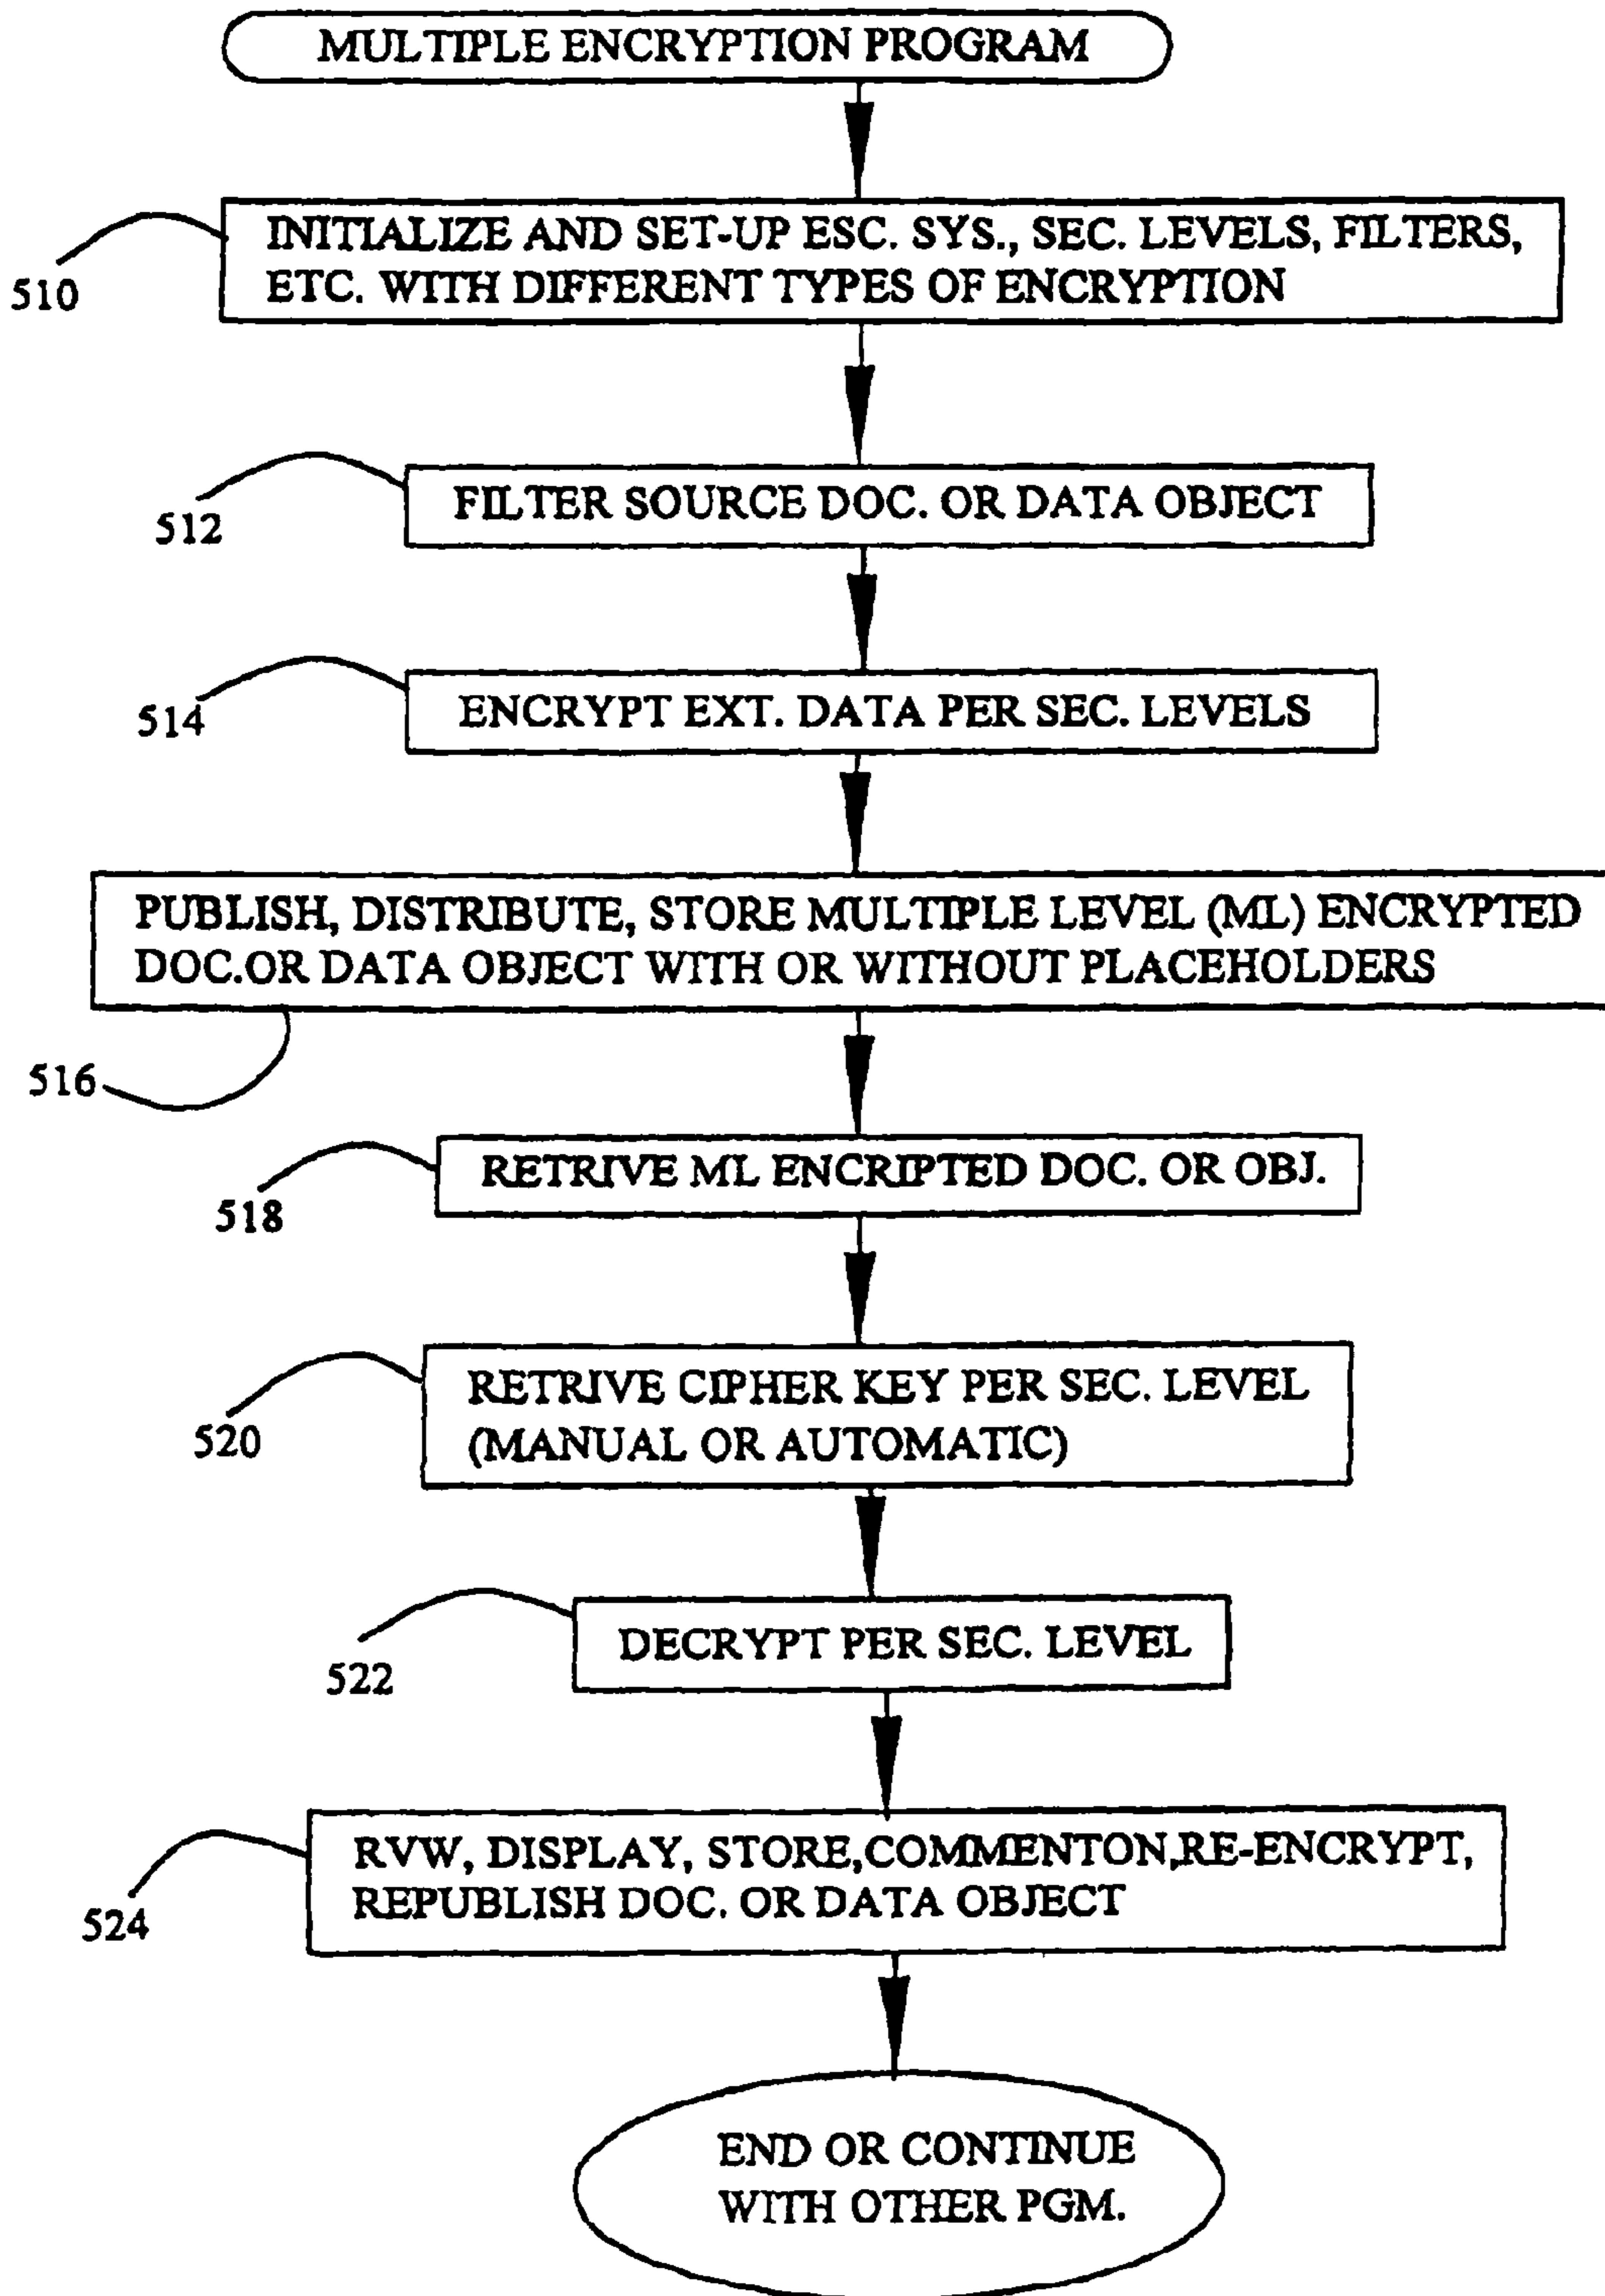 MULTIPLE ENCRYPTION PROGRAM
INITIALIZE AND SET-UP ESC. SYS., SEC. LEVELS, FILTERS,
ETC. WITH DIFFERENT TYPES OF ENCRYPTION
510
FILTER SOURCE DOC. OR DATA OBJECT
512
ENCRYPT EXT. DATA PER SEC. LEVELS
514
PUBLISH, DISTRIBUTE, STORE MULTIPLE LEVEL (ML) ENCRYPTED
DOC.OR DATA OBJECT WITH OR WITHOUT PLACEHOLDERS
516
RETRIVE ML ENCRIPTED DOC. OR OBJ.
518
RETRIVE CIPHER KEY PER SEC. LEVEL
(MANUAL OR AUTOMATIC)
520
DECRYPT PER SEC. LEVEL
522
RVW, DISPLAY, STORE,COMMENTON,RE-ENCRYPT,
REPUBLISH DOC. OR DATA OBJECT
524
END OR CONTINUE
WITH OTHER PGM.